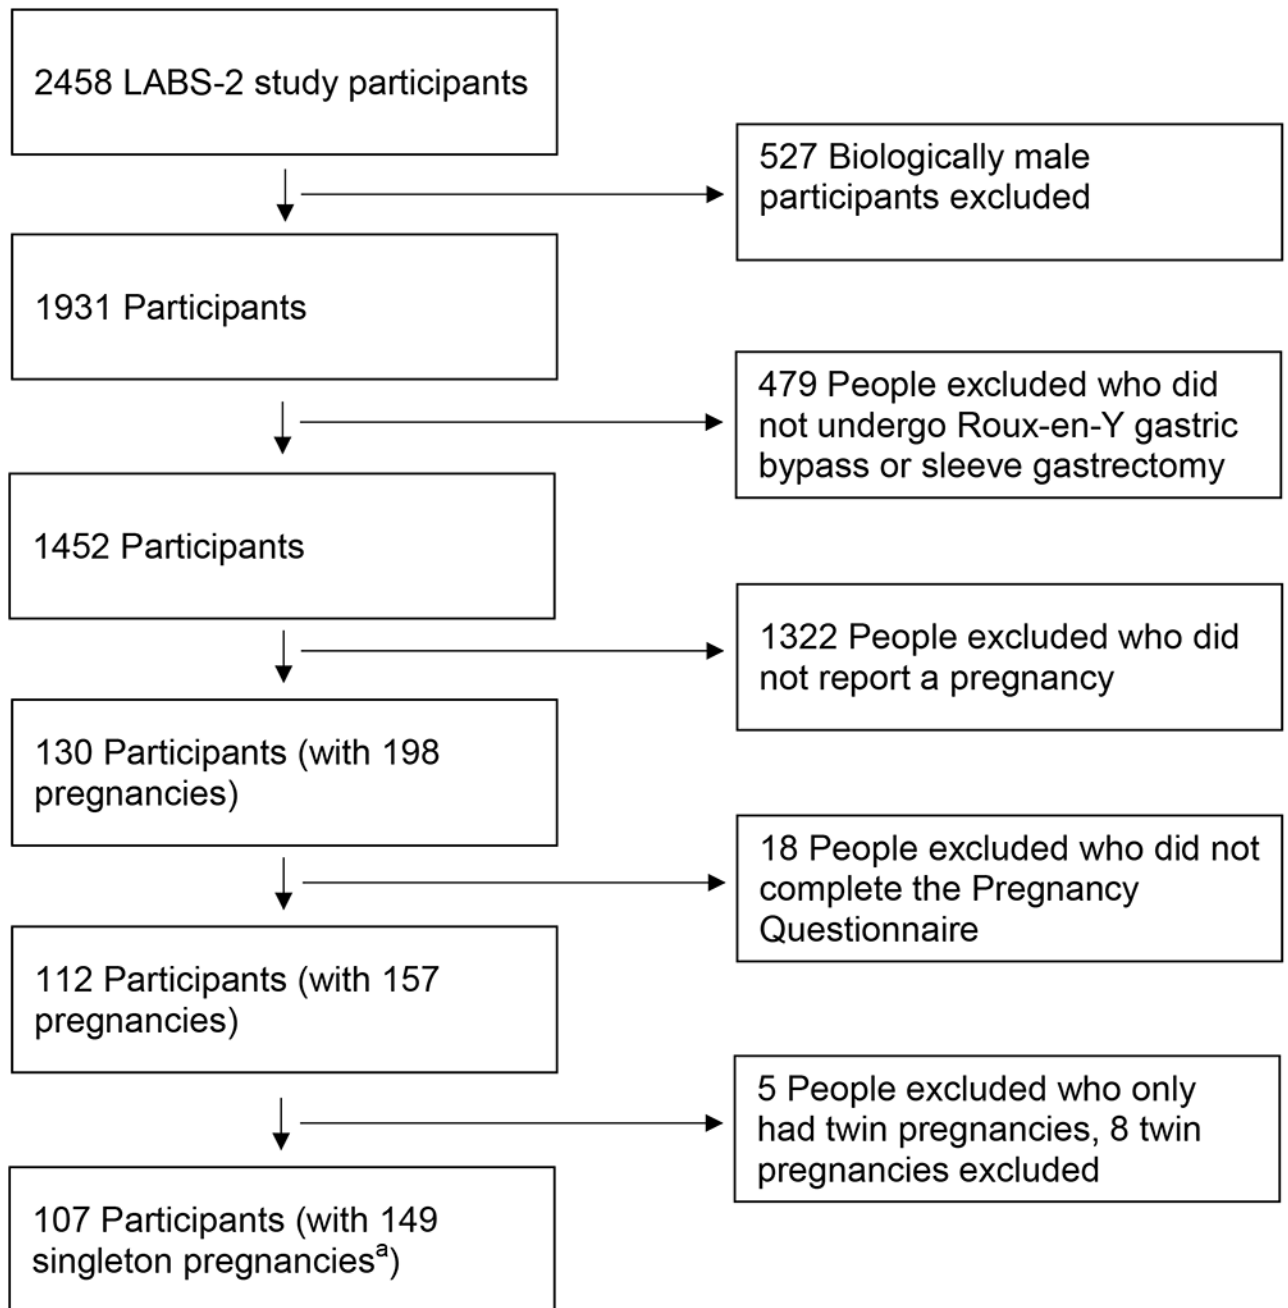 2458 LABS-2 study participants
527 Biologically male
participants excluded
1931 Participants
479 People excluded who did
not undergo Roux-en-Y gastric
bypass or sleeve gastrectomy
1452 Participants
1322 People excluded who did
not report a pregnancy
130 Participants (with 198
pregnancies)
18 People excluded who did not
complete the Pregnancy
Questionnaire
112 Participants (with 157
pregnancies)
5 People excluded who only
had twin pregnancies, 8 twin
pregnancies excluded
107 Participants (with 149
singleton pregnanciesᵃ)